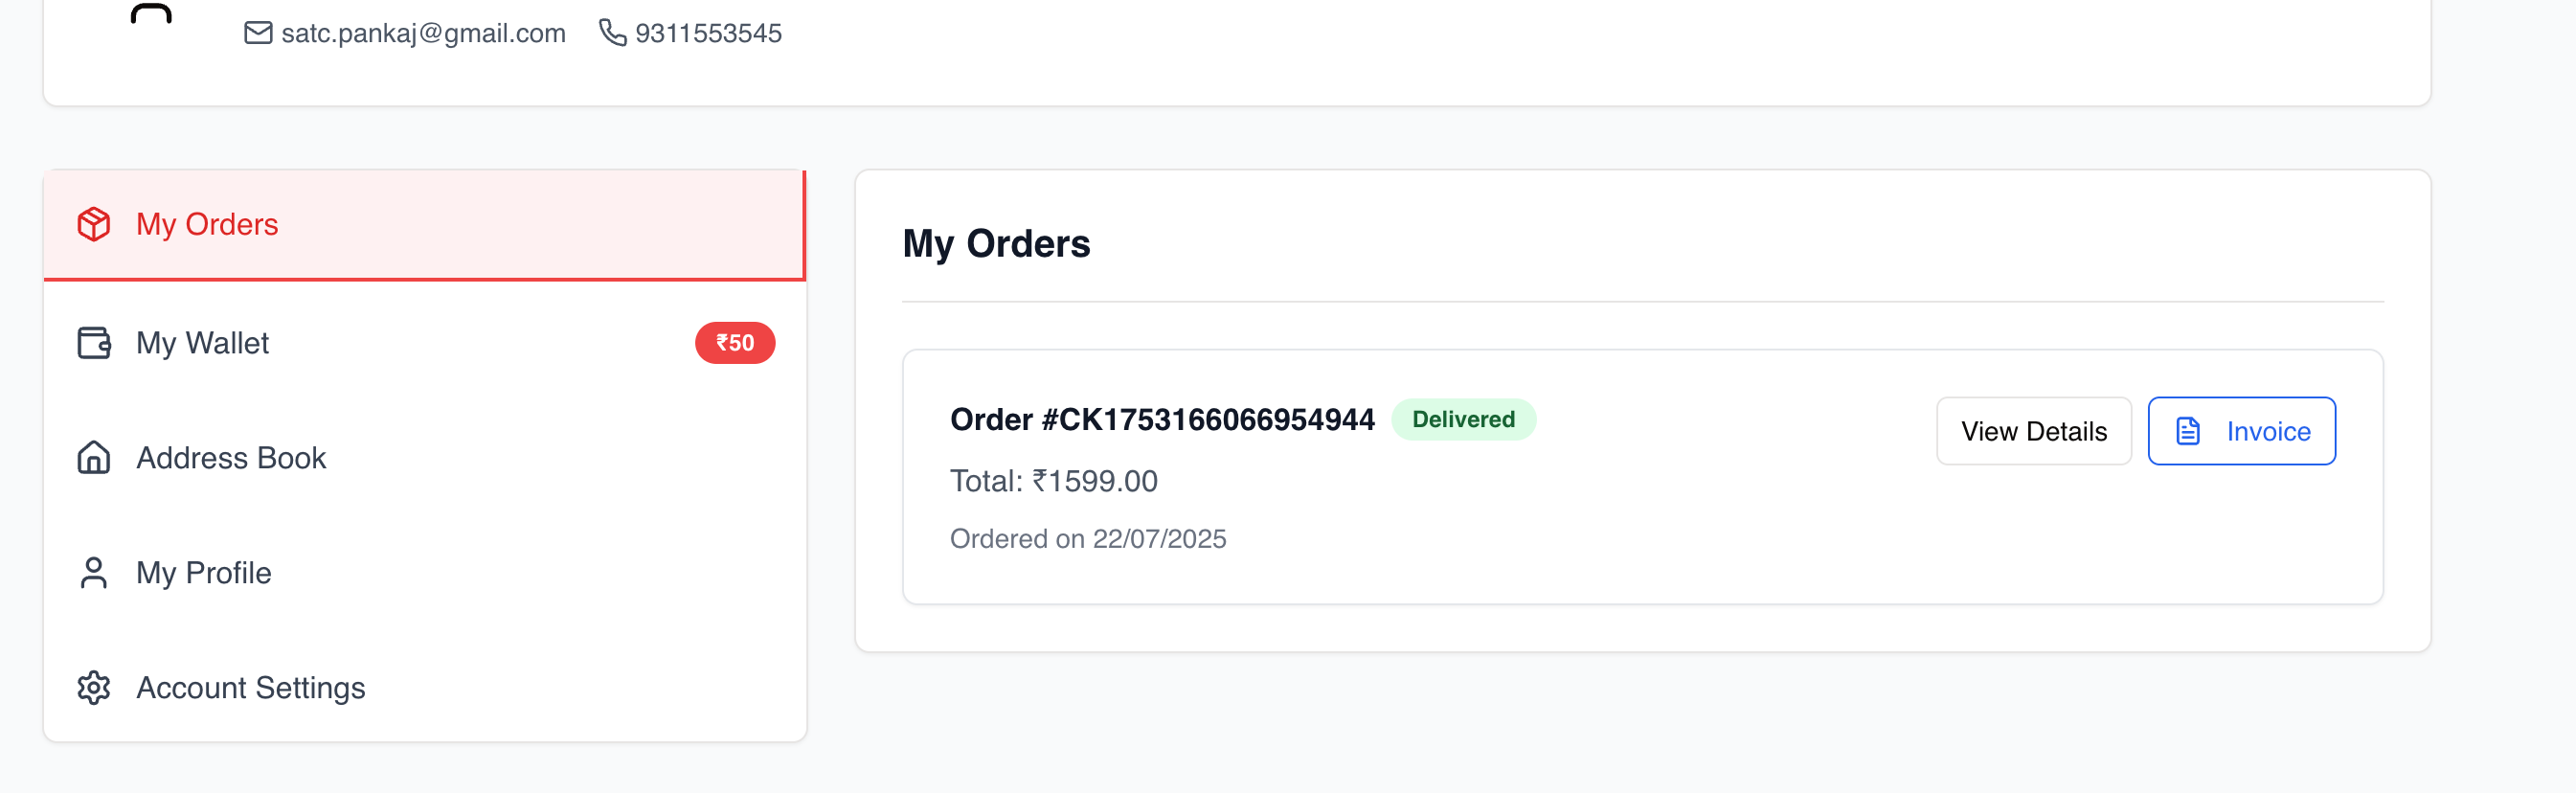 satc.pankaj@gmail.com 9311553545
My Orders
My Wallet ₹50
Address Book
My Profile
Account Settings
My Orders
Order #CK1753166066954944 Delivered
Total: ₹1599.00
Ordered on 22/07/2025
View Details
Invoice